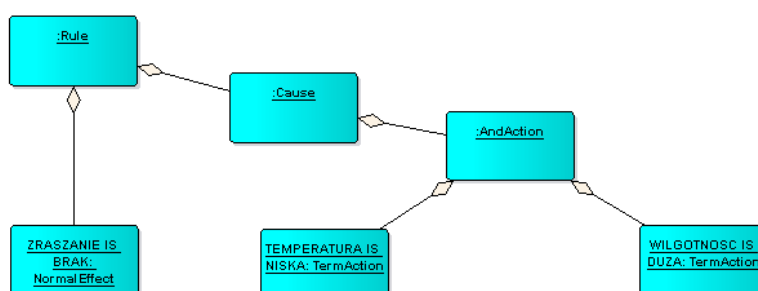 :Rule
:Cause
:AndAction
ZRASZANIE IS
BRAK:
NormalEffect
TEMPERATURA IS
NISKA: TermAction
WILGOTNOSC IS
DUZA: TermAction